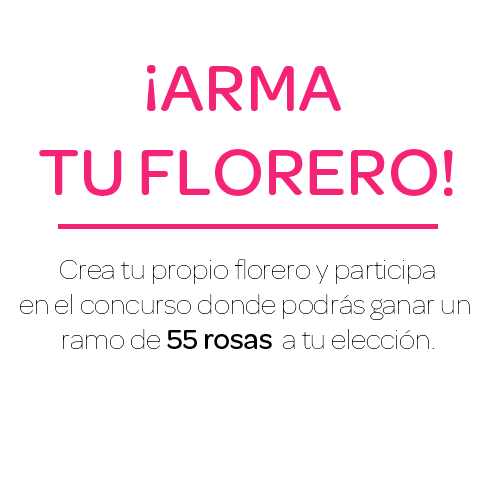 ¡ARMA
TU FLORERO!
Crea tu propio florero y participa
en el concurso donde podrás ganar un
ramo de 55 rosas a tu elección.